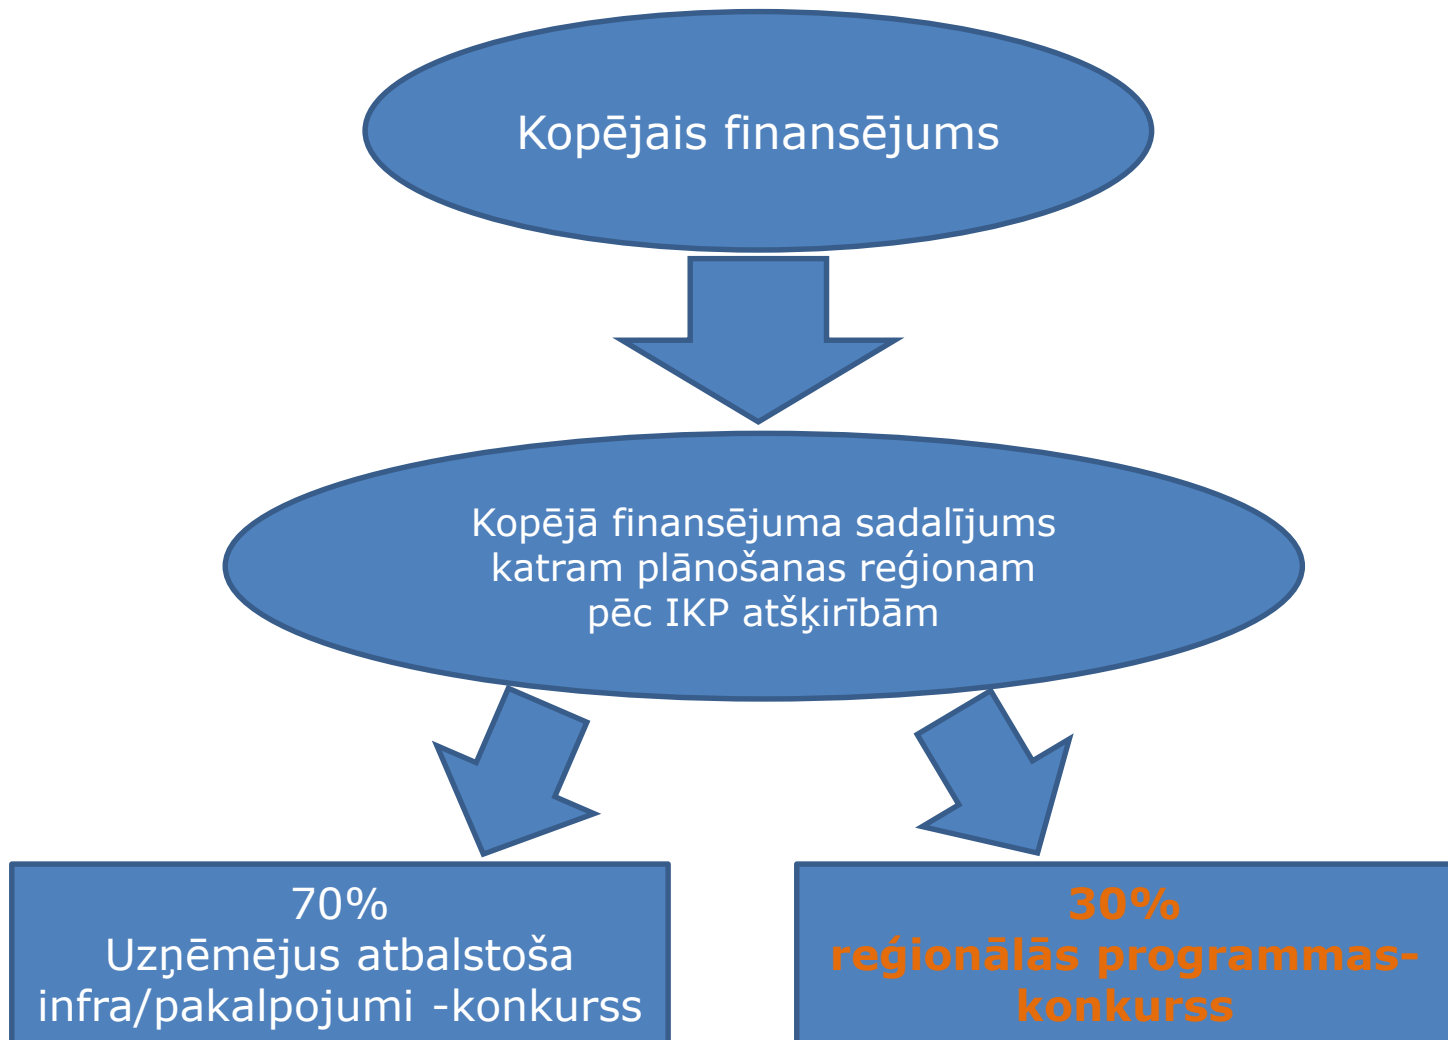 Kopējais finansējums
Kopējā finansējuma sadalījums
katram plānošanas reģionam
pēc IKP atšķirībām
70%
Uzņēmējus atbalstoša
infra/pakalpojumi -konkurss
30%
reģionālās programmas-
konkurss